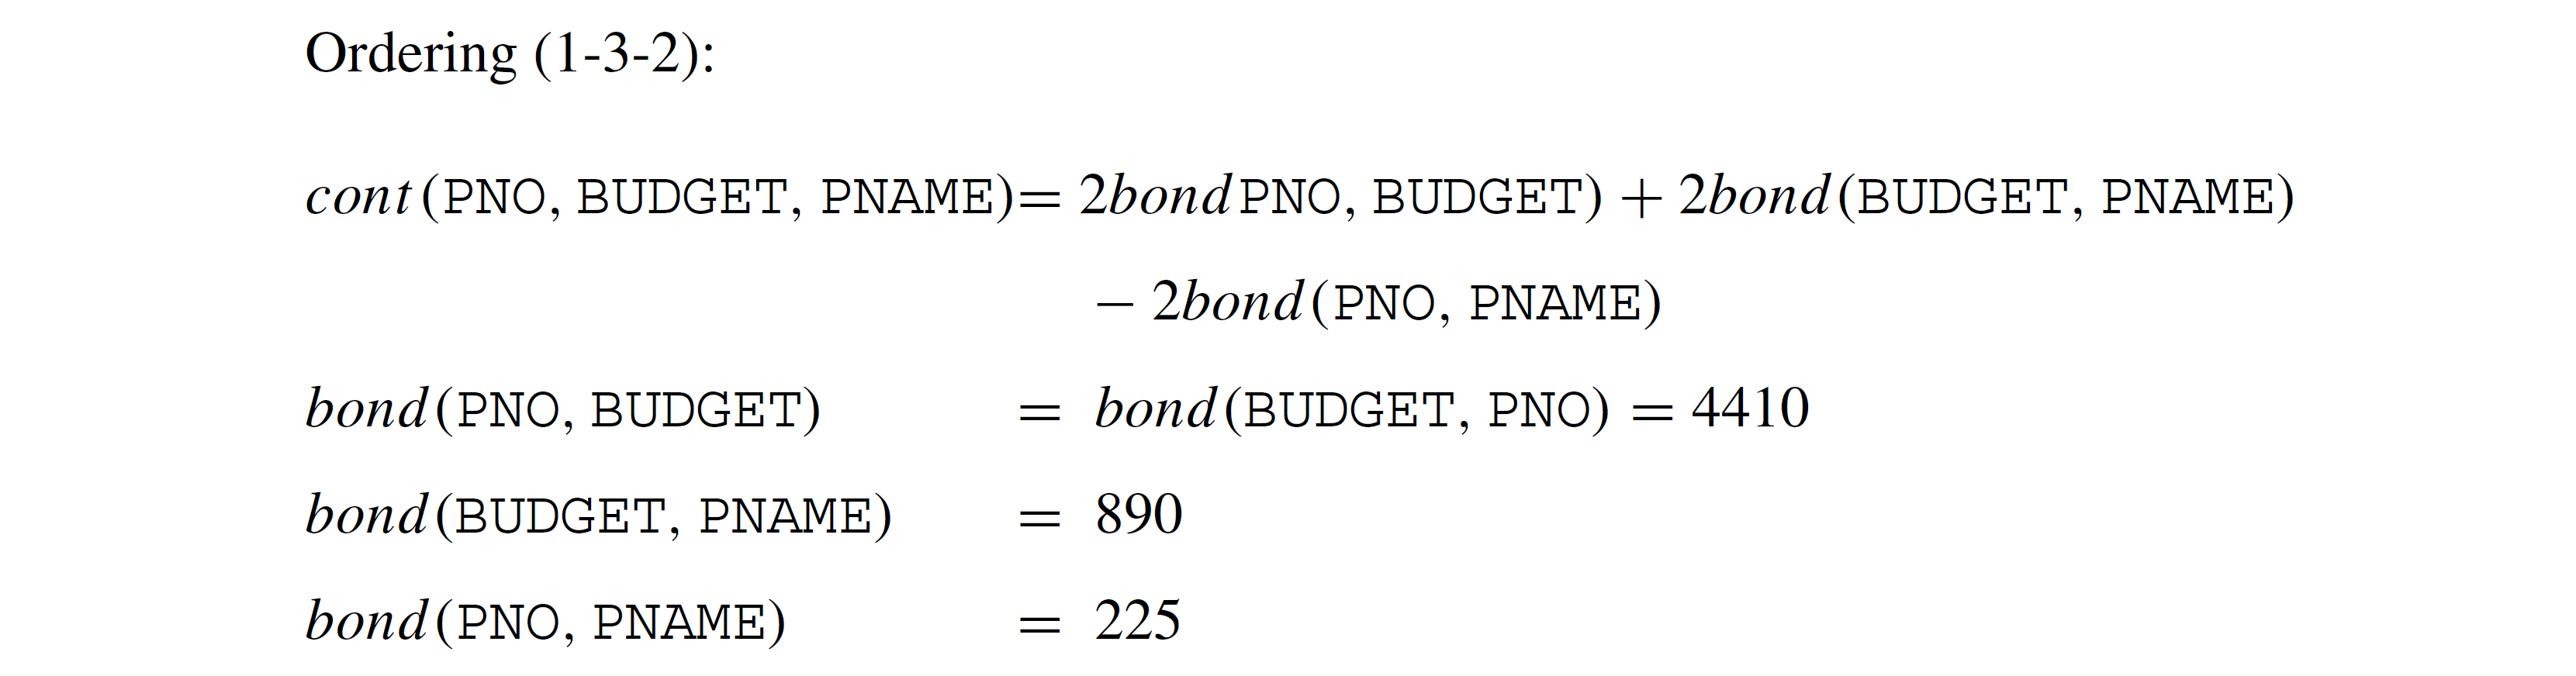 Ordering (1-3-2):
cont(PNO, BUDGET, PNAME)= 2bondPNO, BUDGET) + 2bond(BUDGET, PNAME)
− 2bond(PNO, PNAME)
bond(PNO, BUDGET) = bond(BUDGET, PNO) = 4410
bond(BUDGET, PNAME) = 890
bond(PNO, PNAME) = 225